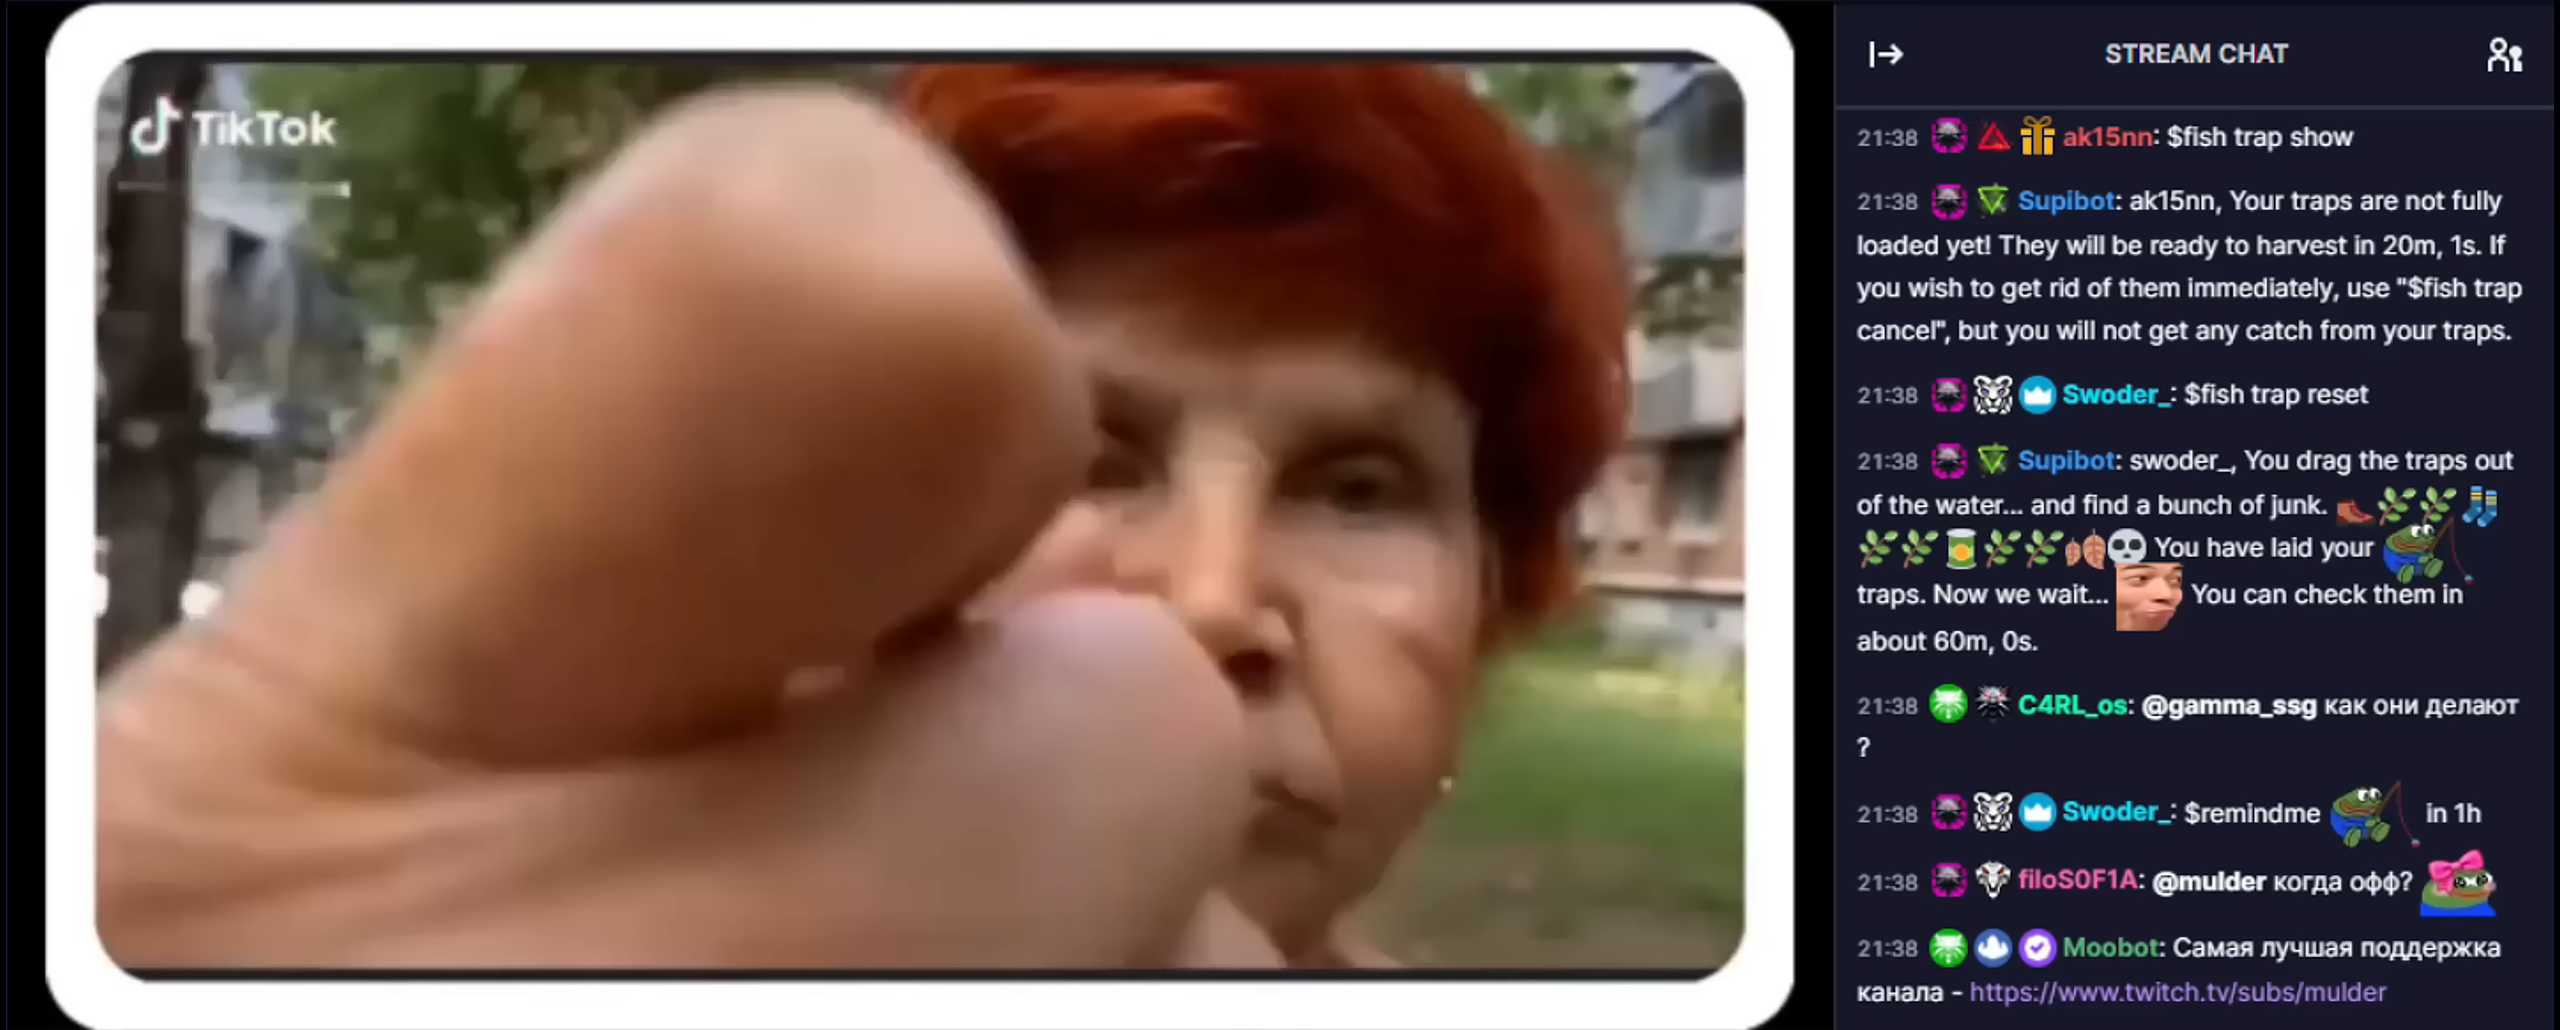 TikTok
STREAM CHAT
21:38 ak15nn: $fish trap show
21:38 Supibot: ak15nn, Your traps are not fully
loaded yet! They will be ready to harvest in 20m, 1s. If
you wish to get rid of them immediately, use "$fish trap
cancel", but you will not get any catch from your traps.
21:38 Swoder_: $fish trap reset
21:38 Supibot: swoder_, You drag the traps out
of the water... and find a bunch of junk.
You have laid your
traps. Now we wait... You can check them in
about 60m, 0s.
21:38 C4RL_os: @gamma_ssg как они делают
?
21:38 Swoder_: $remindme in 1h
21:38 filoS0F1A: @mulder когда офф?
21:38 Moobot: Самая лучшая поддержка
канала - https://www.twitch.tv/subs/mulder